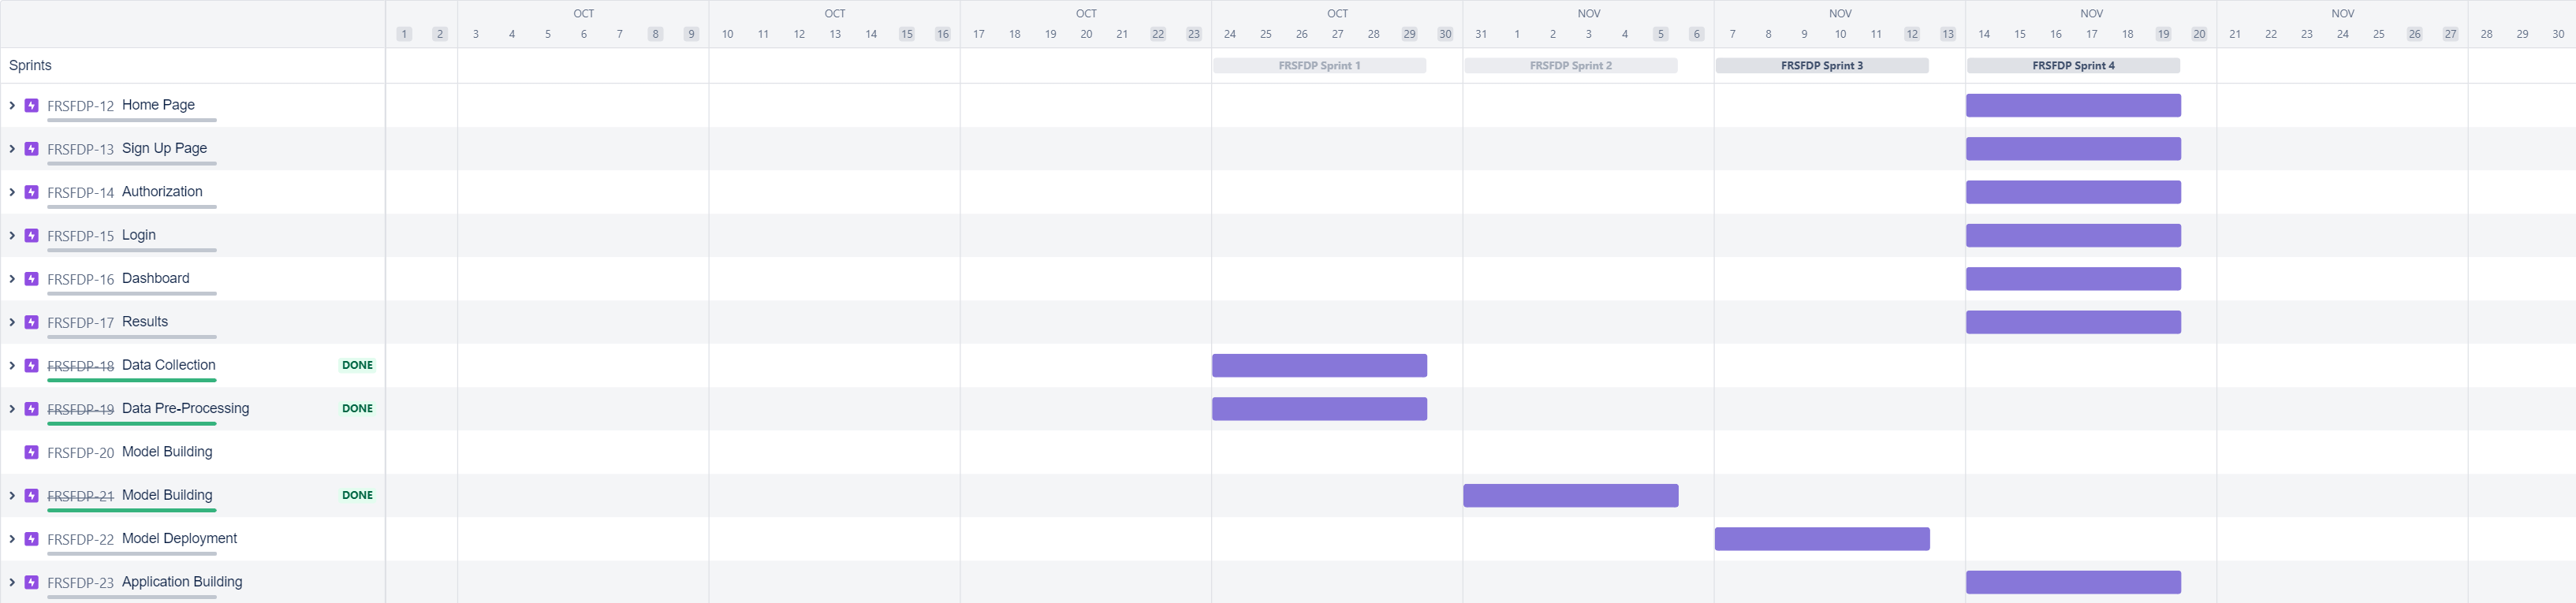 OCT OCT OCT OCT NOV NOV NOV NOV
1 2 3 4 5 6 7 8 9 10 11 12 13 14 15 16 17 18 19 20 21 22 23 24 25 26 27 28 29 30 31 1 2 3 4 5 6 7 8 9 10 11 12 13 14 15 16 17 18 19 20 21 22 23 24 25 26 27 28 29 30
Sprints FRSFDP Sprint 1 FRSFDP Sprint 2 FRSFDP Sprint 3 FRSFDP Sprint 4
FRSFDP-12 Home Page
FRSFDP-13 Sign Up Page
FRSFDP-14 Authorization
FRSFDP-15 Login
FRSFDP-16 Dashboard
FRSFDP-17 Results
FRSFDP-18 Data Collection DONE
FRSFDP-19 Data Pre-Processing DONE
FRSFDP-20 Model Building
FRSFDP-21 Model Building DONE
FRSFDP-22 Model Deployment
FRSFDP-23 Application Building